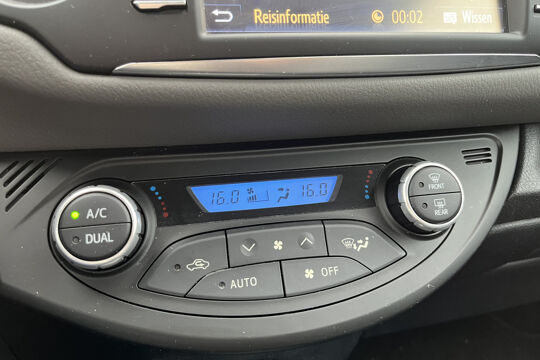 Reisinformatie 00:02 Wissen
16.0 16.0
A/C
DUAL
FRONT
REAR
AUTO
OFF